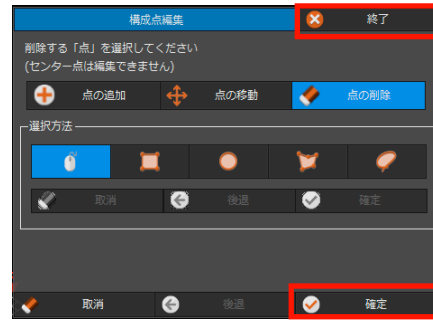 構成点編集
終了
削除する「点」を選択してください
(センター点は編集できません)
点の追加
点の移動
点の削除
選択方法
取消
後退
確定
取消
後退
確定